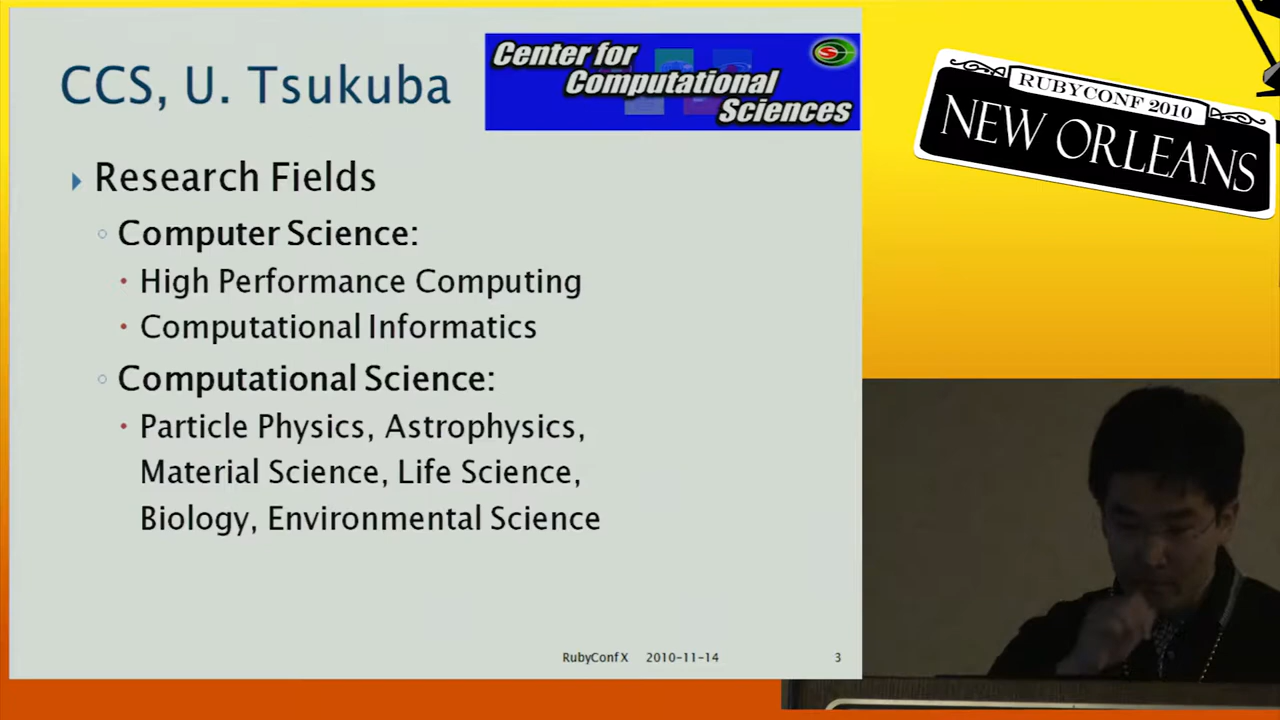 CCS, U. Tsukuba
Center for
Computational
Sciences
Research Fields
Computer Science:
High Performance Computing
Computational Informatics
Computational Science:
Particle Physics, Astrophysics,
Material Science, Life Science,
Biology, Environmental Science
RubyConf X 2010-11-14 3
RUBYCONF 2010
NEW ORLEANS